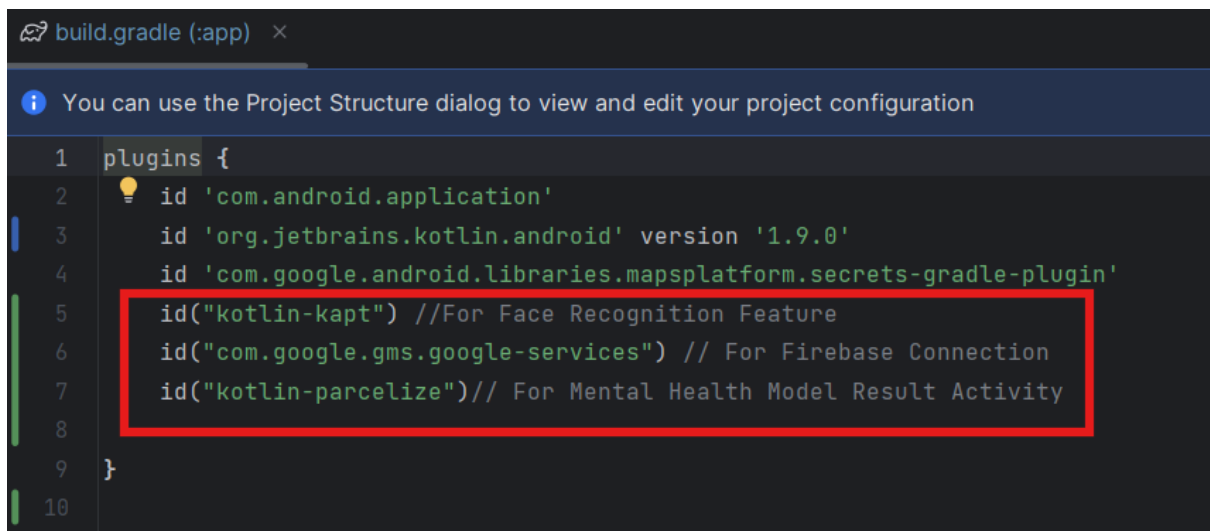 build.gradle (:app) ×
You can use the Project Structure dialog to view and edit your project configuration
1 plugins {
2 id 'com.android.application'
3 id 'org.jetbrains.kotlin.android' version '1.9.0'
4 id 'com.google.android.libraries.mapsplatform.secrets-gradle-plugin'
5 id("kotlin-kapt") //For Face Recognition Feature
6 id("com.google.gms.google-services") // For Firebase Connection
7 id("kotlin-parcelize")// For Mental Health Model Result Activity
8
9 }
10